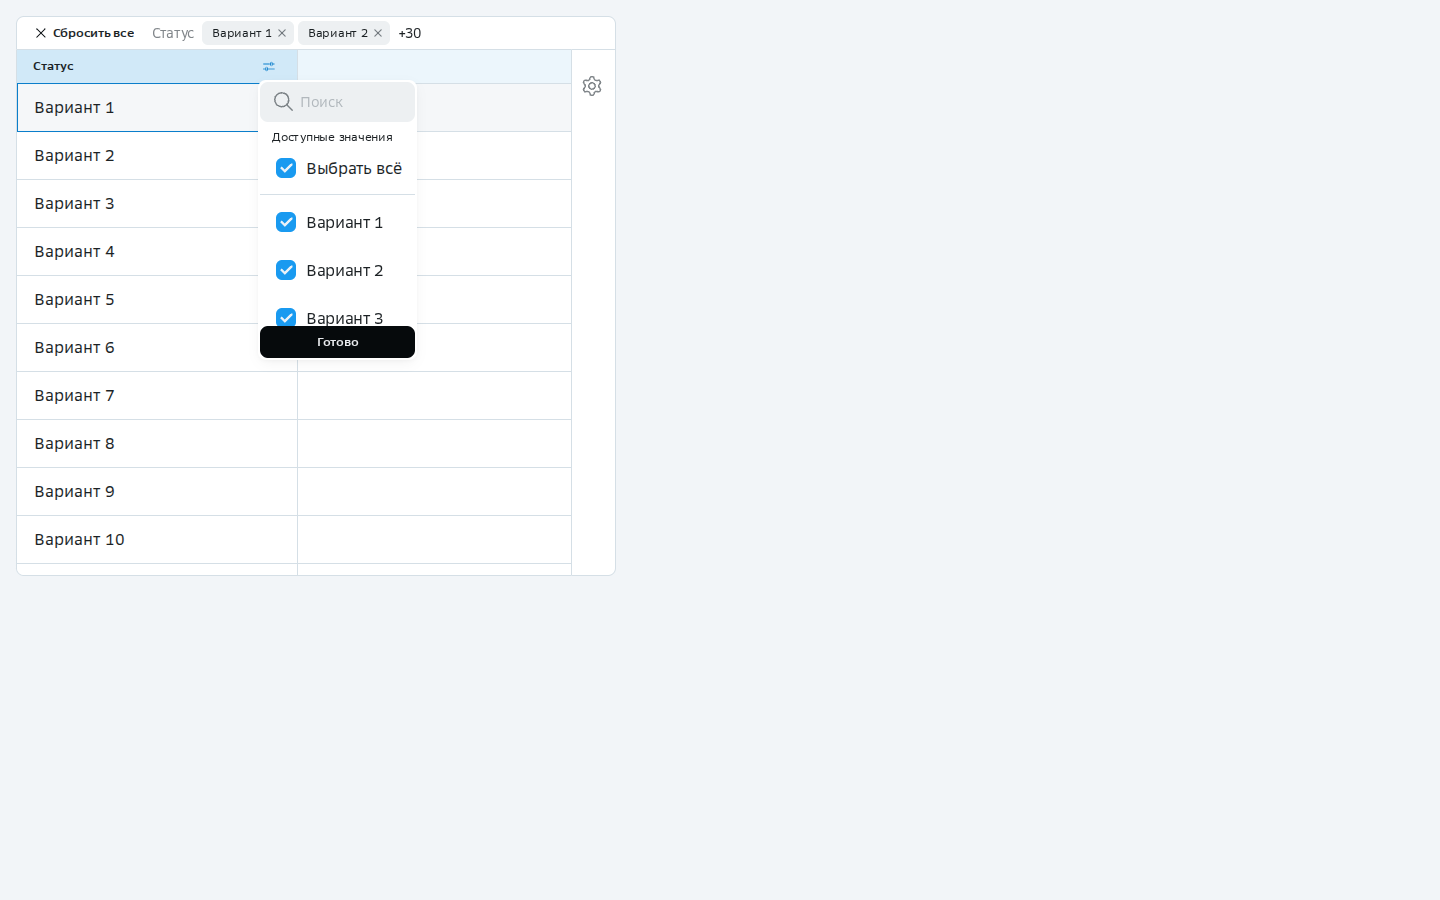 Сбросить все Статус Вариант 1 Вариант 2 +30
Статус
Вариант 1
Вариант 2
Вариант 3
Вариант 4
Вариант 5
Вариант 6
Вариант 7
Вариант 8
Вариант 9
Вариант 10
Поиск
Доступные значения
Выбрать всё
Вариант 1
Вариант 2
Вариант 3
Готово